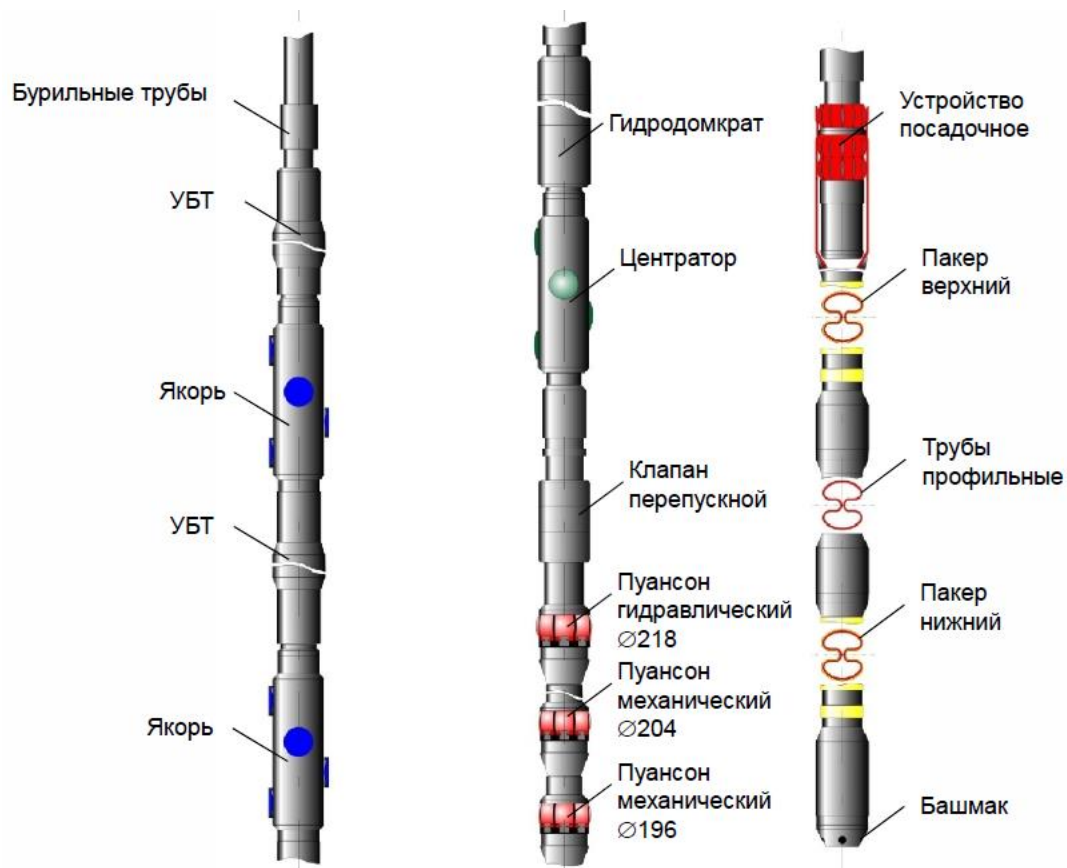 Бурильные трубы
УБТ
Якорь
УБТ
Якорь
Гидродомкрат
Центратор
Клапан
перепускной
Пуансон
гидравлический
∅218
Пуансон
механический
∅204
Пуансон
механический
∅196
Устройство
посадочное
Пакер
верхний
Трубы
профильные
Пакер
нижний
Башмак